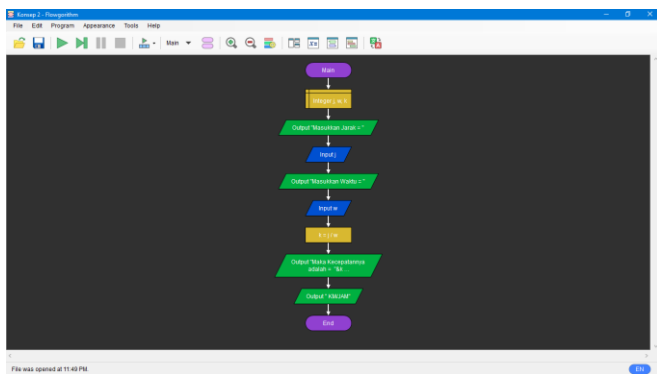 Konsep 2 - Flowgorithm
File Edit Program Appearance Tools Help
Main
Main
Integer j, w, k
Output "Masukkan Jarak = "
Input j
Output "Masukkan Waktu = "
Input w
k = j / w
Output "Maka Kecepatannya
adalah = "&k ...
Output " KM/JAM"
End
File was opened at 11:49 PM.
EN